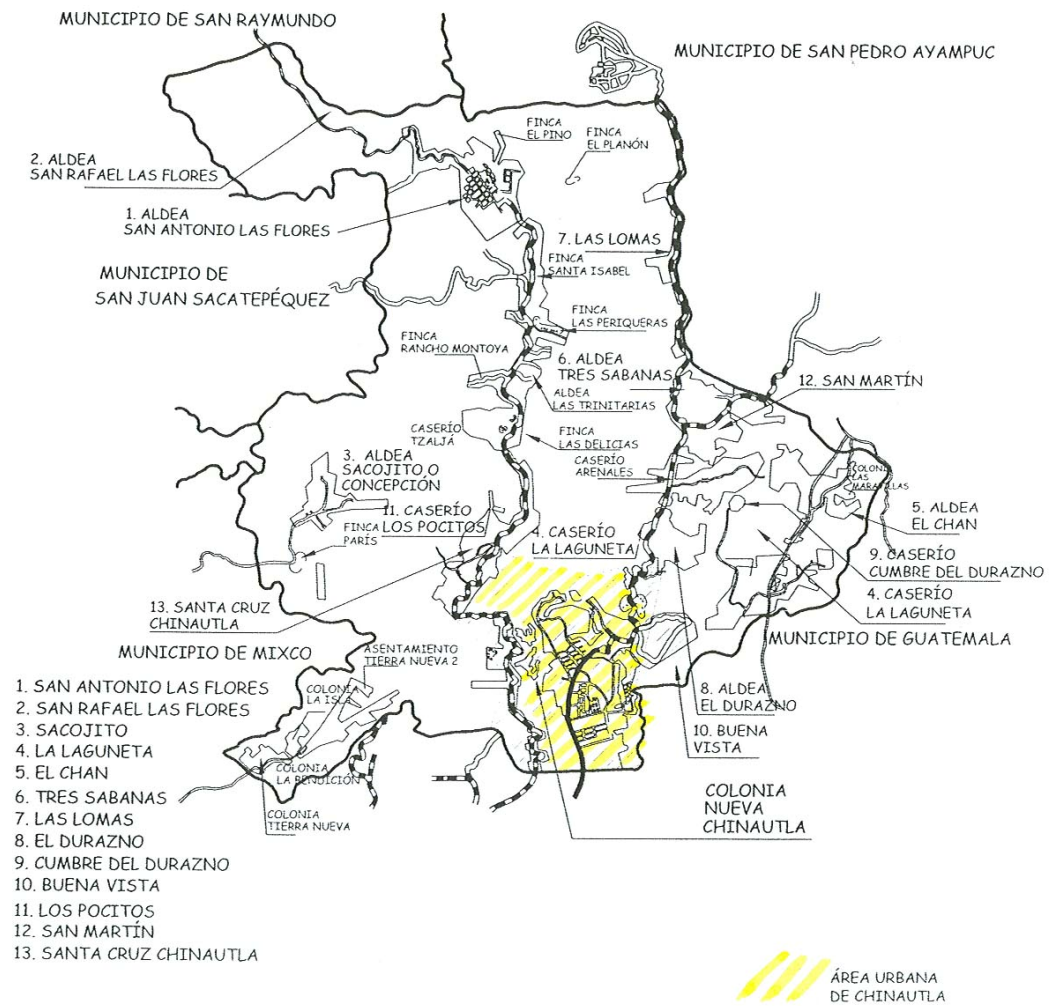 MUNICIPIO DE SAN RAYMUNDO
MUNICIPIO DE SAN PEDRO AYAMPUC
FINCA
EL PINO
FINCA
EL PLANÓN
2. ALDEA
SAN RAFAEL LAS FLORES
1. ALDEA
SAN ANTONIO LAS FLORES
7. LAS LOMAS
FINCA
SANTA ISABEL
MUNICIPIO DE
SAN JUAN SACATEPÉQUEZ
FINCA
LAS PERIQUERAS
FINCA
RANCHO MONTOYA
6. ALDEA
TRES SABANAS
12. SAN MARTÍN
ALDEA
LAS TRINITARIAS
CASERÍO
TZALJÁ
FINCA
LAS DELICIAS
CASERÍO
ARENALES
3. ALDEA
SACOJITO O
CONCEPCIÓN
COLONIA
LAS
MARAVILLAS
11. CASERÍO
LOS POCITOS
5. ALDEA
EL CHAN
FINCA
PARÍS
4. CASERÍO
LA LAGUNETA
9. CASERÍO
CUMBRE DEL DURAZNO
4. CASERÍO
LA LAGUNETA
13. SANTA CRUZ
CHINAUTLA
MUNICIPIO DE GUATEMALA
MUNICIPIO DE MIXCO
ASENTAMIENTO
TIERRA NUEVA 2
COLONIA
LA ISLA
8. ALDEA
EL DURAZNO
10. BUENA
VISTA
COLONIA
LA BENDICIÓN
COLONIA
TIERRA NUEVA
COLONIA
NUEVA
CHINAUTLA
1. SAN ANTONIO LAS FLORES
2. SAN RAFAEL LAS FLORES
3. SACOJITO
4. LA LAGUNETA
5. EL CHAN
6. TRES SABANAS
7. LAS LOMAS
8. EL DURAZNO
9. CUMBRE DEL DURAZNO
10. BUENA VISTA
11. LOS POCITOS
12. SAN MARTÍN
13. SANTA CRUZ CHINAUTLA
ÁREA URBANA
DE CHINAUTLA